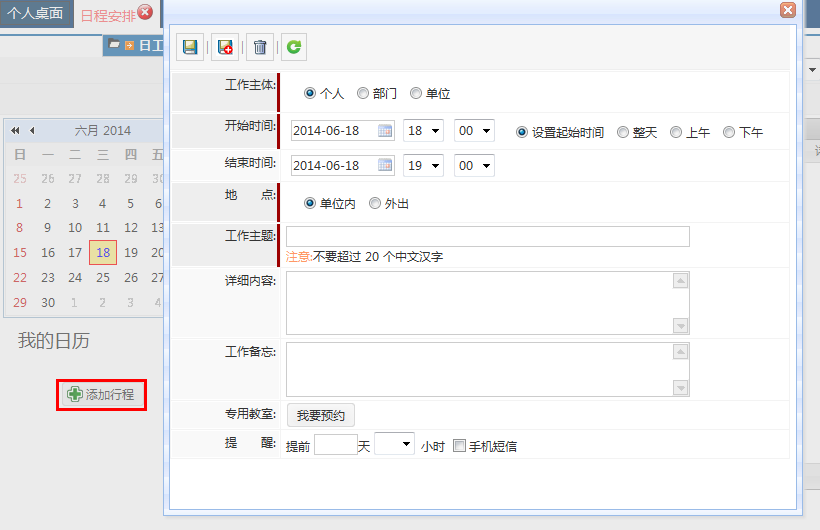 个人桌面 日程安排
日工
六月 2014
日 一 二 三 四 五
25 26 27 28 29 30
1 2 3 4 5 6
8 9 10 11 12 13
15 16 17 18 19 20
22 23 24 25 26 27
29 30 1 2 3 4
我的日历
添加行程
工作主体: 个人 部门 单位
开始时间: 2014-06-18 18 00 设置起始时间 整天 上午 下午
结束时间: 2014-06-18 19 00
地 点: 单位内 外出
工作主题:
注意:不要超过 20 个中文汉字
详细内容:
工作备忘:
专用教室: 我要预约
提 醒: 提前 天 小时 手机短信